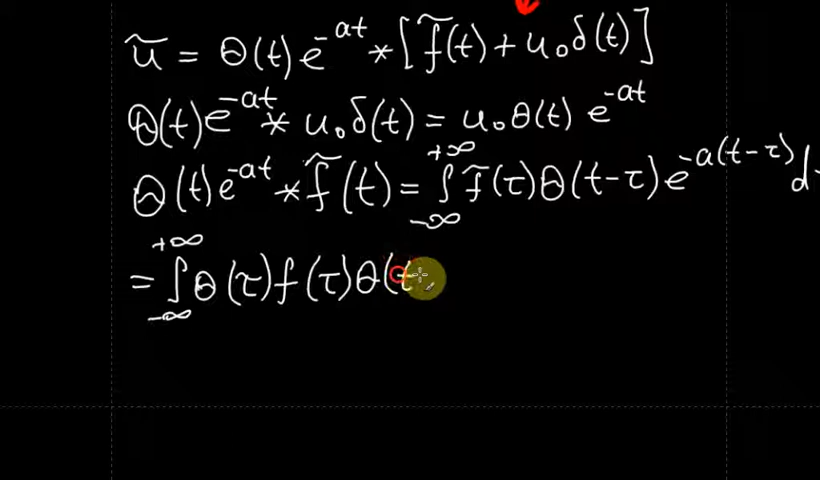 ũ = θ(t) e^{-at} * [f̃(t) + u₀δ(t)]
θ(t)e^{-at} * u₀δ(t) = u₀θ(t) e^{-at}
θ(t)e^{-at} * f̃(t) = ∫_{-∞}^{+∞} f̃(τ)θ(t-τ)e^{-a(t-τ)} d
= ∫_{-∞}^{+∞} θ(τ)f(τ)θ(t